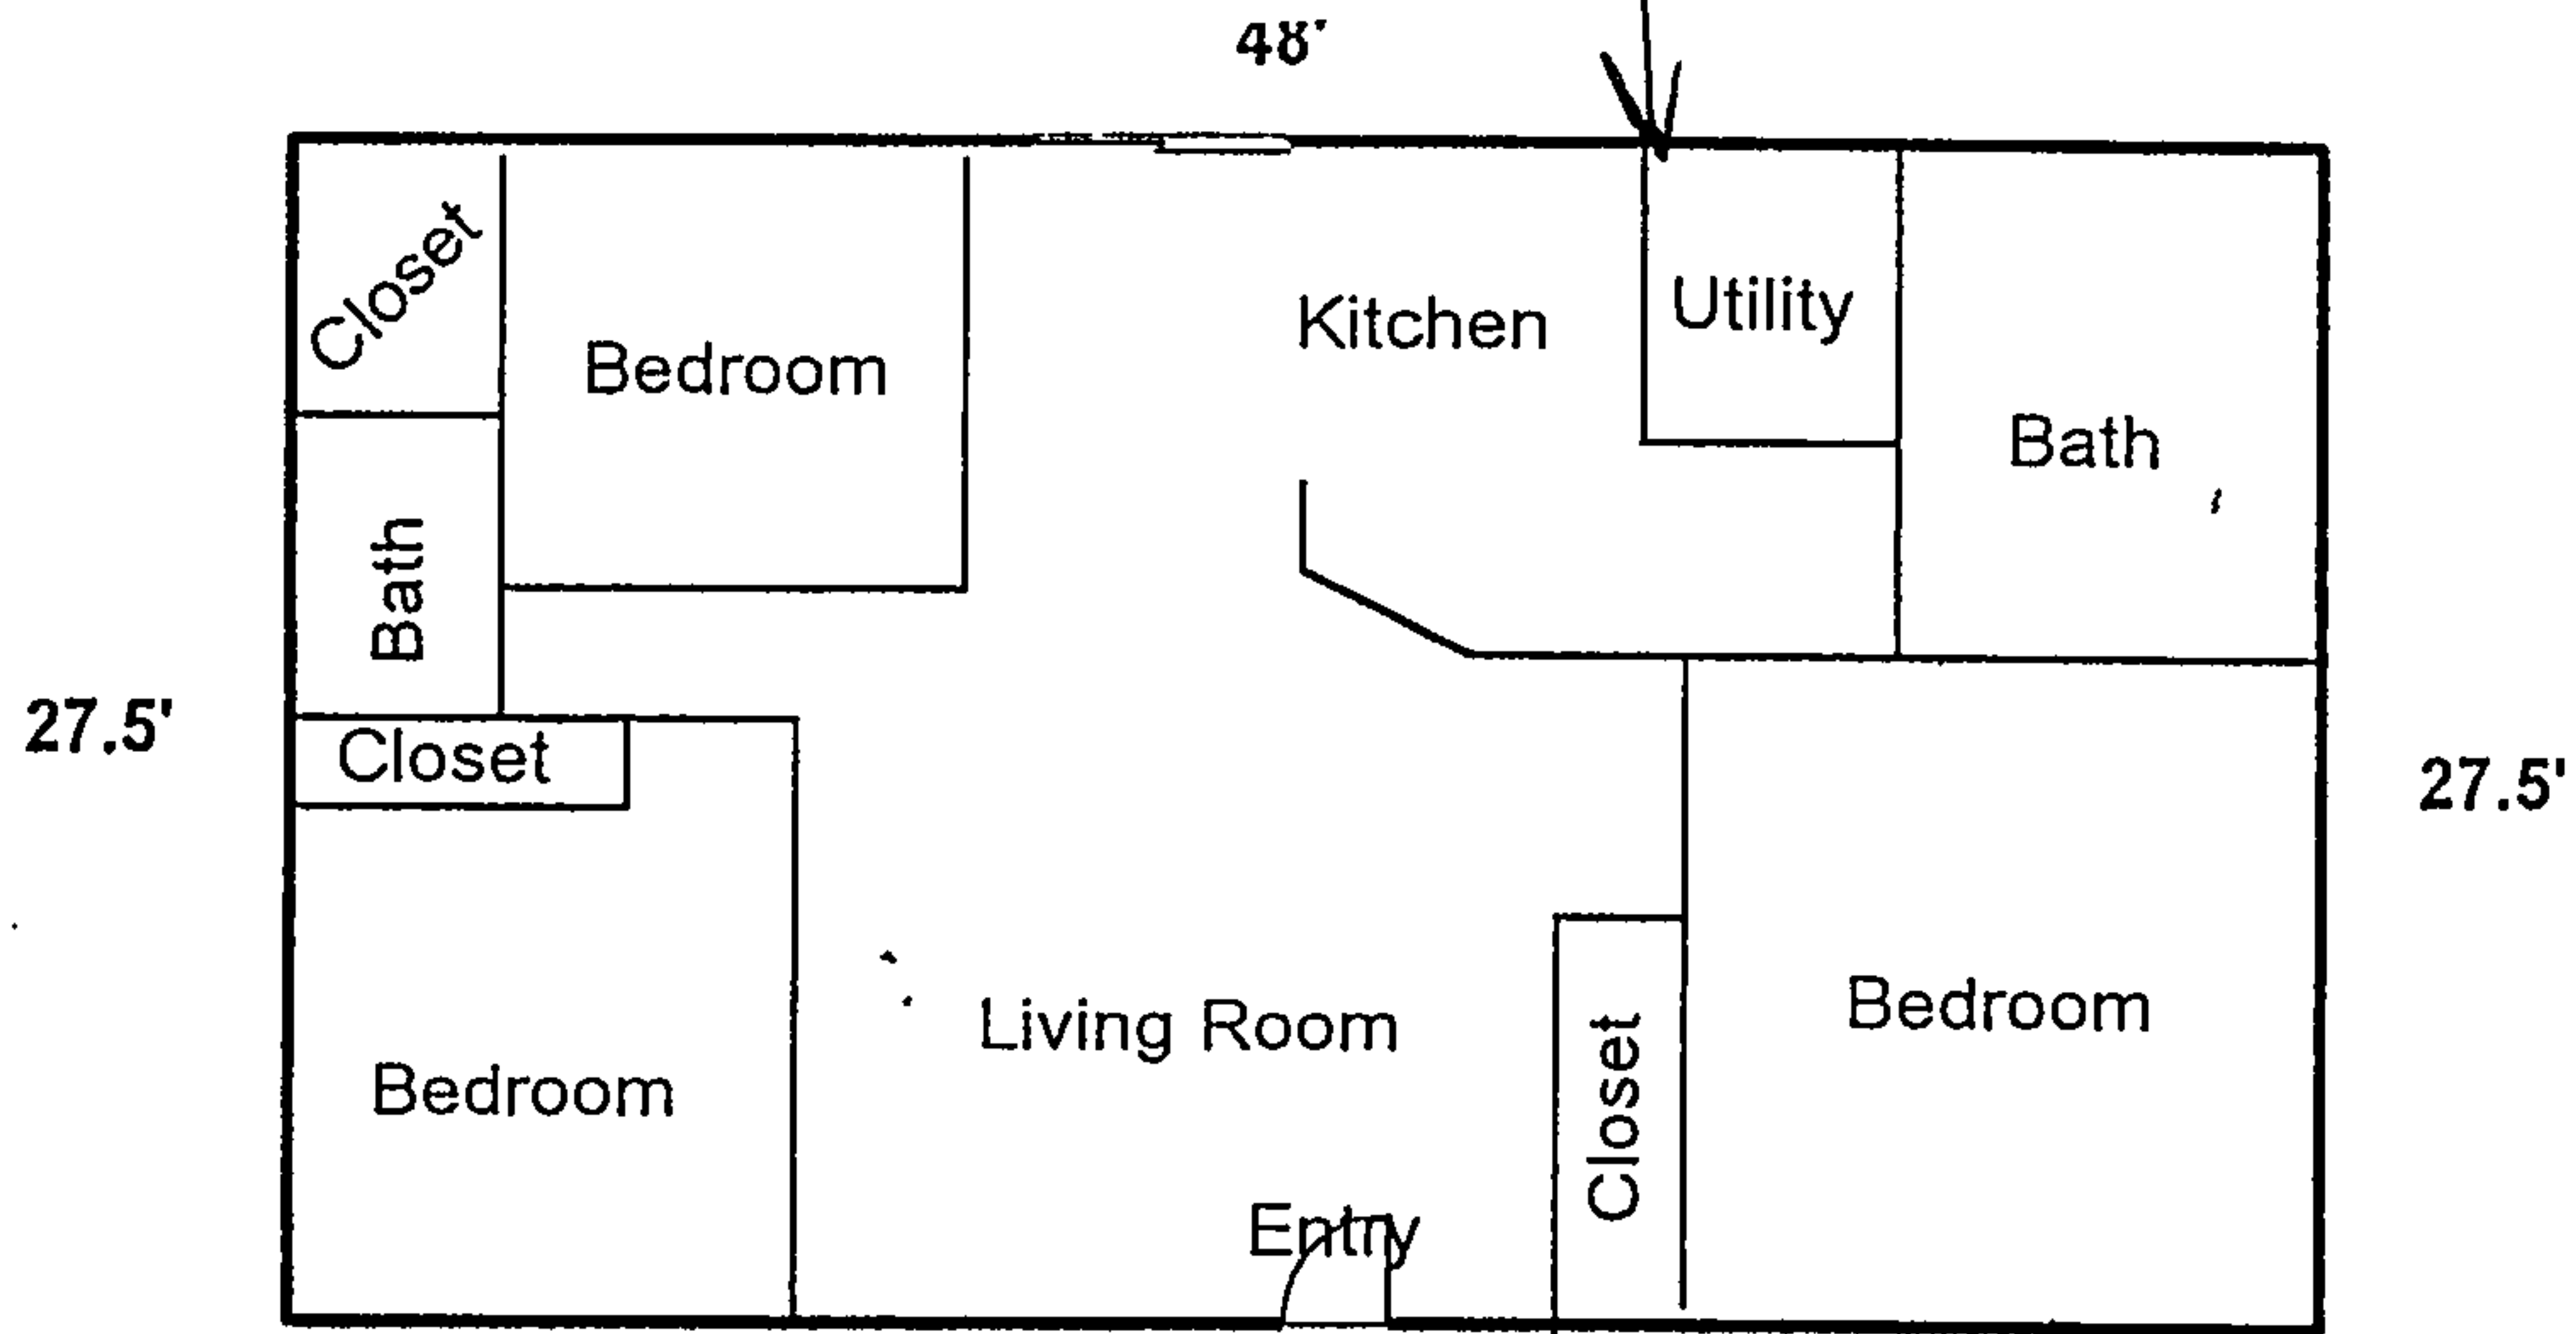 48'
Closet
Bedroom
Kitchen
Utility
Bath
Bath
27.5'
Closet
27.5'
Living Room
Bedroom
Closet
Bedroom
Entry